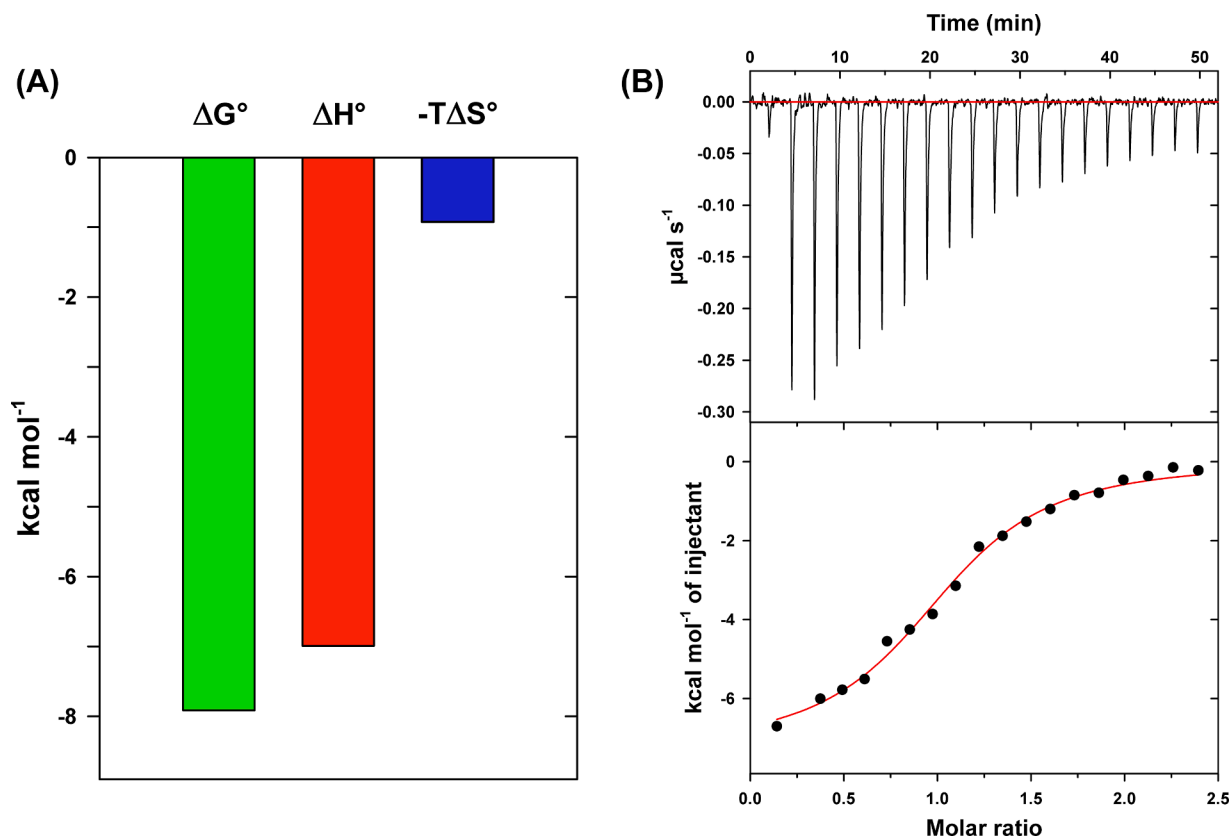 (A)
ΔG° ΔH° -TΔS°
0
-2
-4
-6
-8
kcal mol⁻¹
(B)
Time (min)
0 10 20 30 40 50
0.00
-0.05
-0.10
-0.15
-0.20
-0.25
-0.30
µcal s⁻¹
0
-2
-4
-6
kcal mol⁻¹ of injectant
0.0 0.5 1.0 1.5 2.0 2.5
Molar ratio